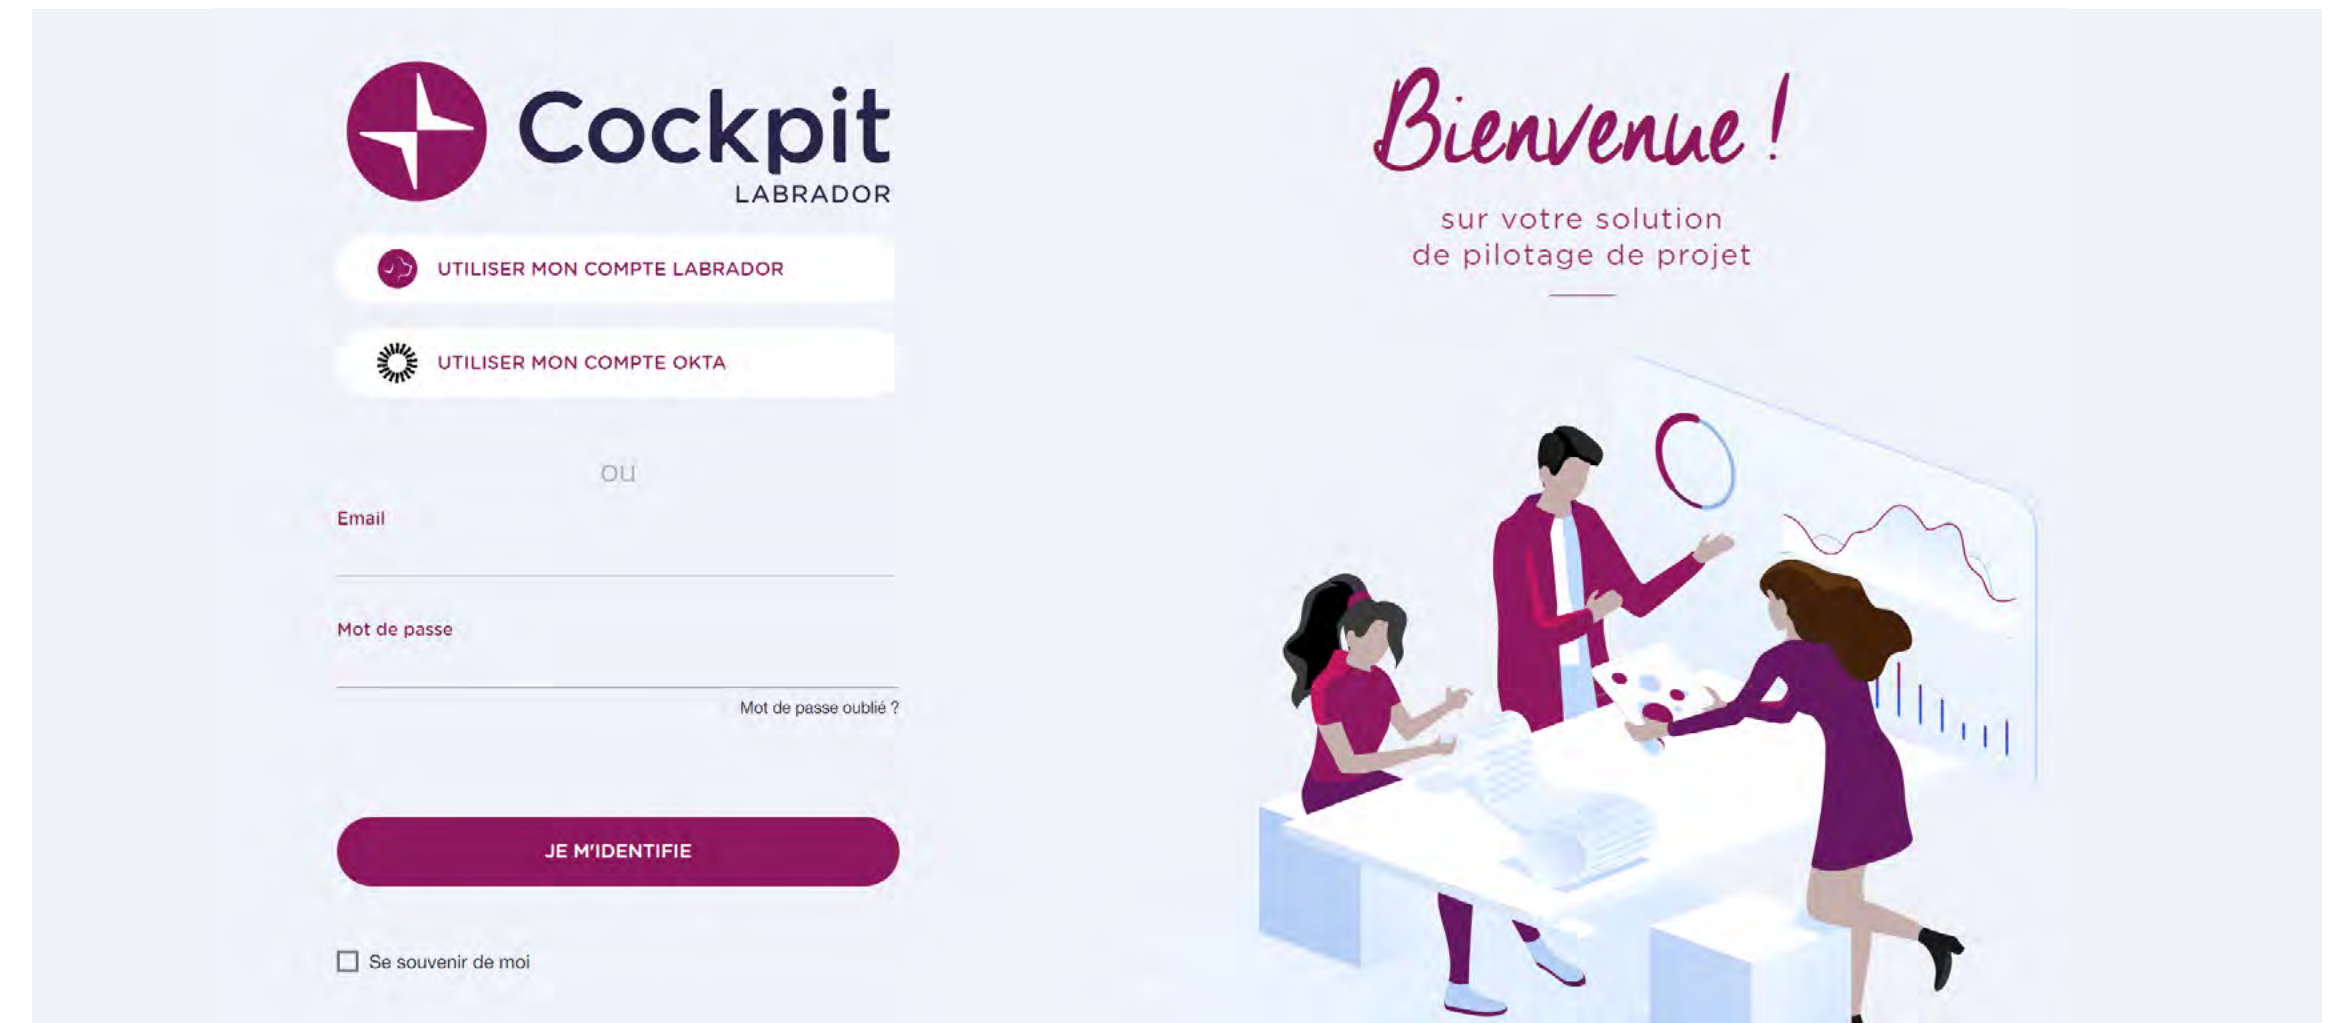 Cockpit
LABRADOR
UTILISER MON COMPTE LABRADOR
UTILISER MON COMPTE OKTA
ou
Email
Mot de passe
Mot de passe oublié ?
JE M'IDENTIFIE
Se souvenir de moi
Bienvenue !
sur votre solution
de pilotage de projet